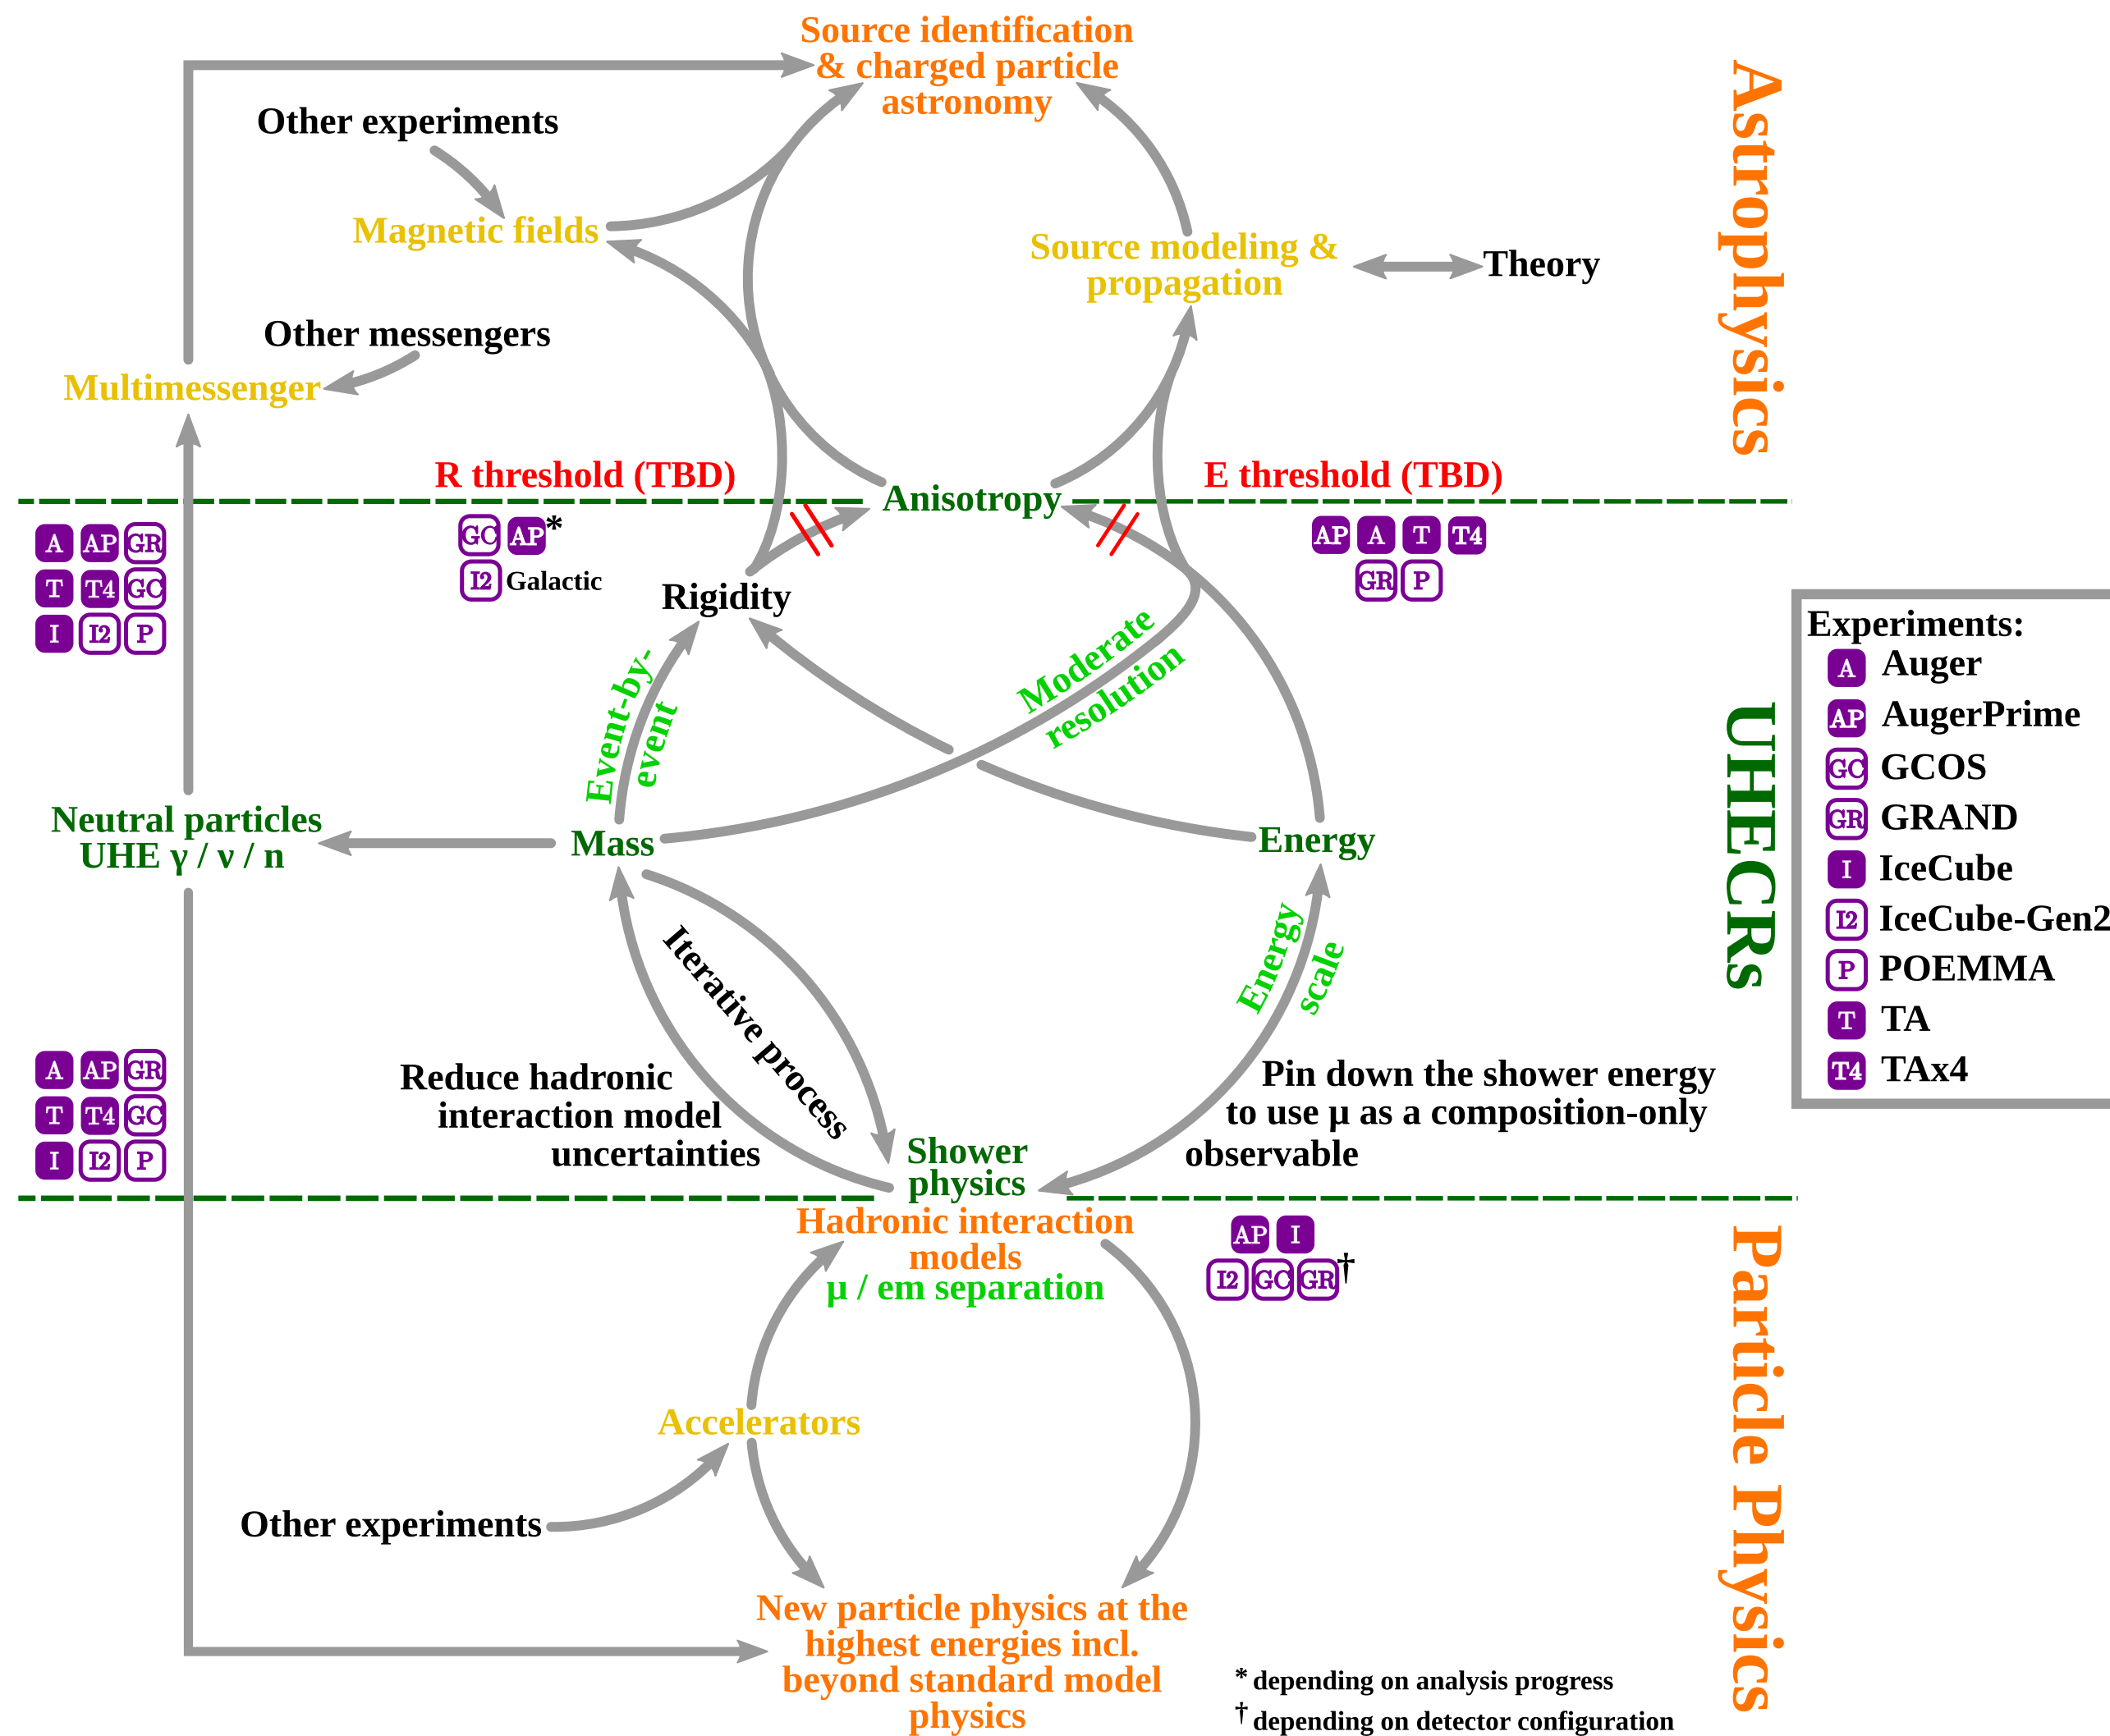 Source identification
& charged particle
astronomy
Other experiments
Magnetic fields
Source modeling &
propagation
Theory
Other messengers
Multimessenger
Astrophysics
R threshold (TBD)
E threshold (TBD)
Anisotropy
A AP GR
T T4 GC
I I2 P
GC AP*
I2 Galactic
AP A T T4
GR P
Rigidity
Event-by-
event
Moderate
resolution
Neutral particles
UHE γ / ν / n
Mass
Energy
UHECRs
Experiments:
A Auger
AP AugerPrime
GC GCOS
GR GRAND
I IceCube
I2 IceCube-Gen2
P POEMMA
T TA
T4 TAx4
Iterative process
Energy
scale
Reduce hadronic
interaction model
uncertainties
Pin down the shower energy
to use μ as a composition-only
observable
A AP GR
T T4 GC
I I2 P
Shower
physics
Hadronic interaction
models
μ / em separation
AP I
I2 GC GR†
Particle Physics
Accelerators
Other experiments
New particle physics at the
highest energies incl.
beyond standard model
physics
* depending on analysis progress
† depending on detector configuration